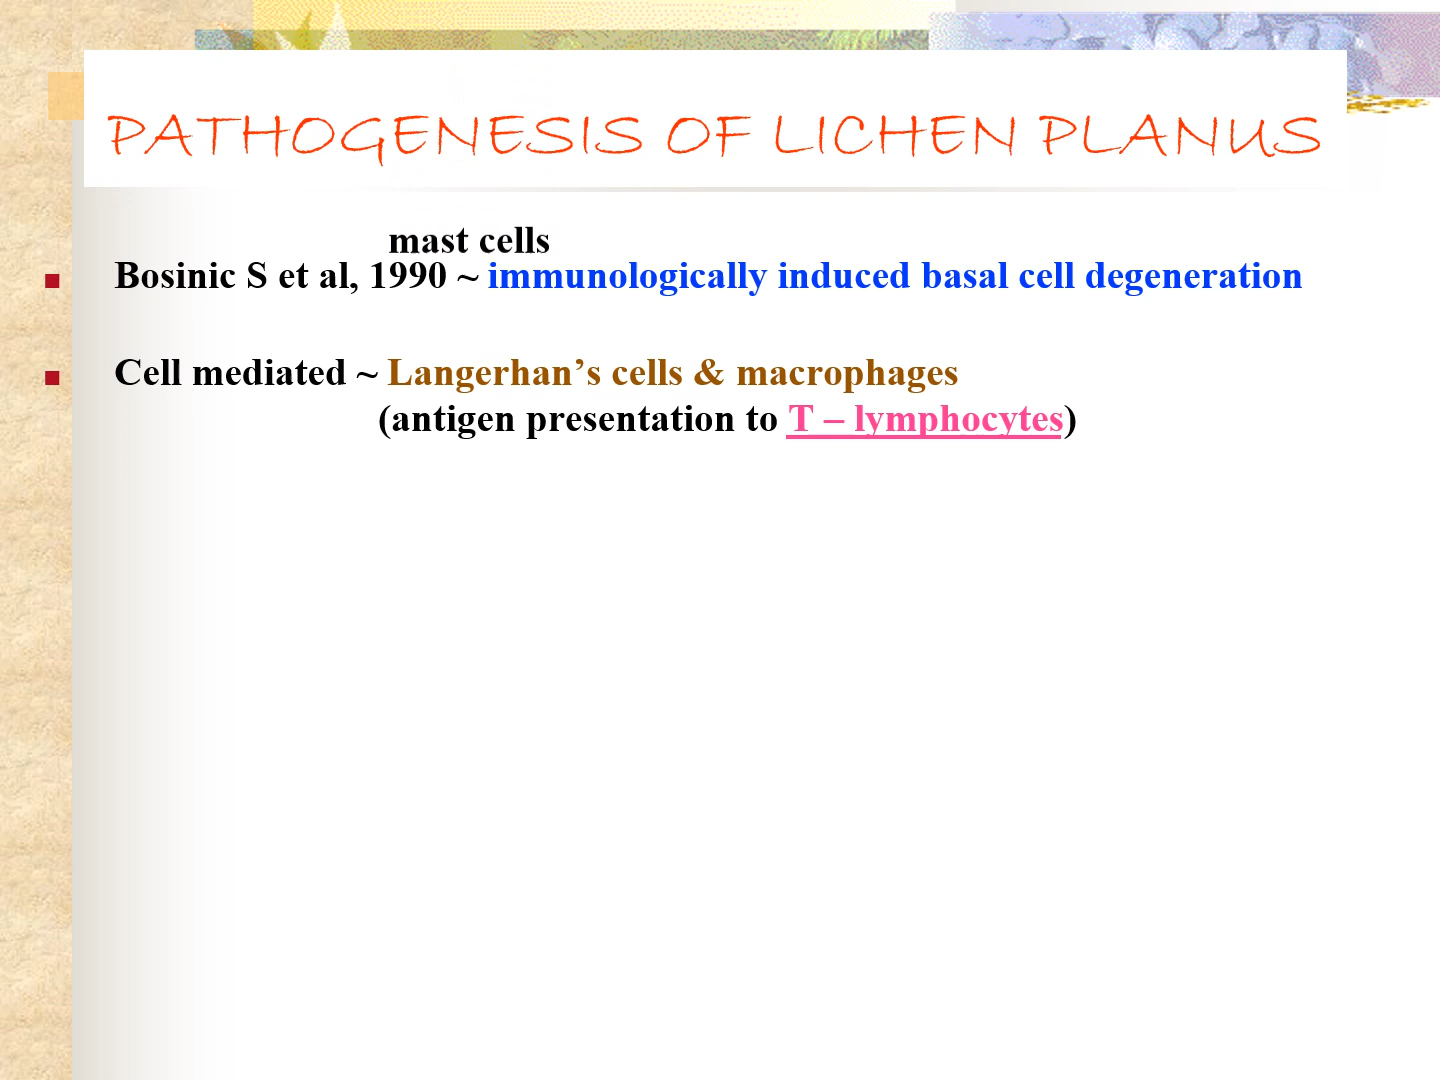 PATHOGENESIS OF LICHEN PLANUS
mast cells
Bosinic S et al, 1990 ~ immunologically induced basal cell degeneration
Cell mediated ~ Langerhan’s cells & macrophages
(antigen presentation to T – lymphocytes)